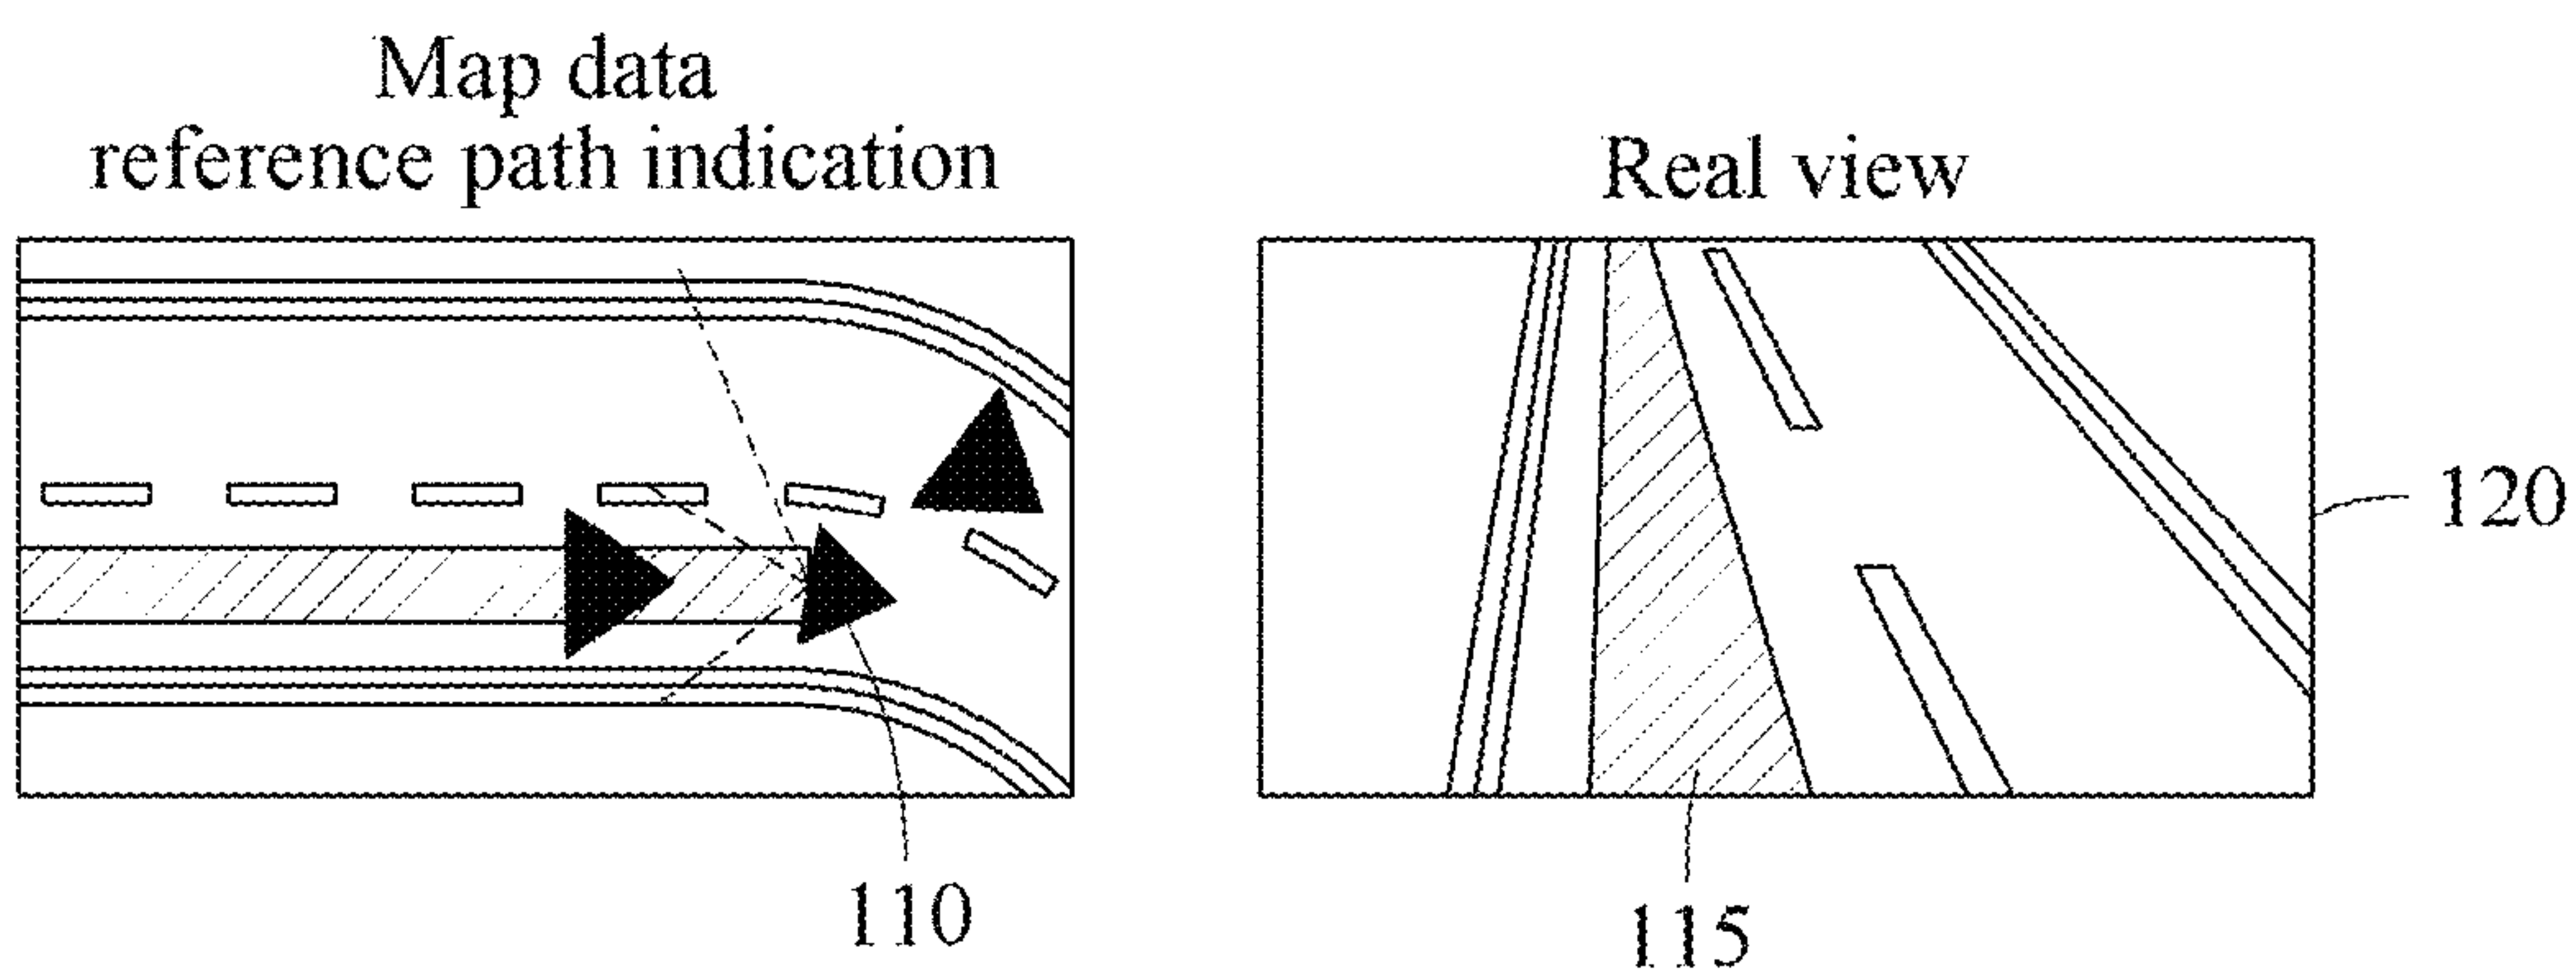 Map data
reference path indication
Real view
120
110
115